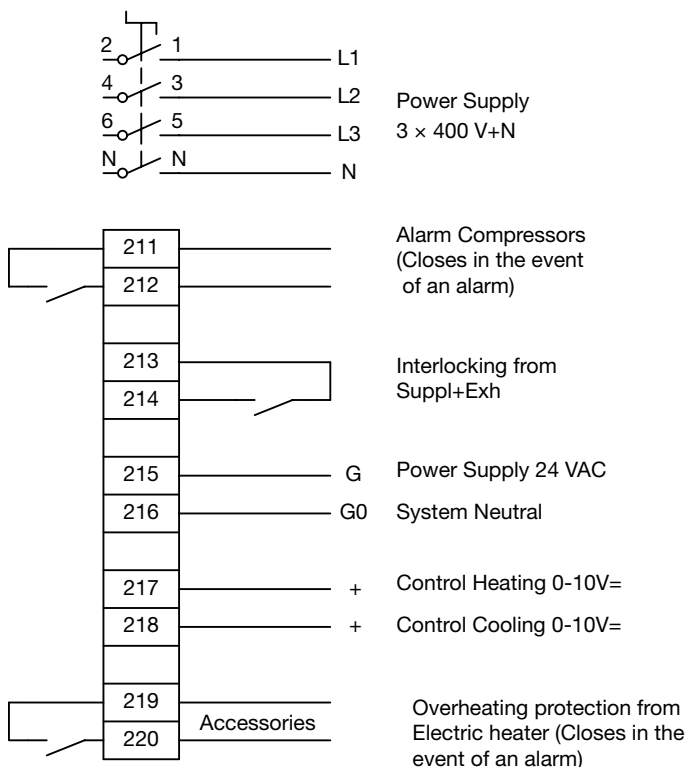 2 1 L1
4 3 L2
Power Supply
6 5 L3
3 × 400 V+N
N N N
211
212
Alarm Compressors
(Closes in the event
of an alarm)
213
214
Interlocking from
Suppl+Exh
215 G Power Supply 24 VAC
216 G0 System Neutral
217 + Control Heating 0-10V=
218 + Control Cooling 0-10V=
219
220
Accessories
Overheating protection from
Electric heater (Closes in the
event of an alarm)